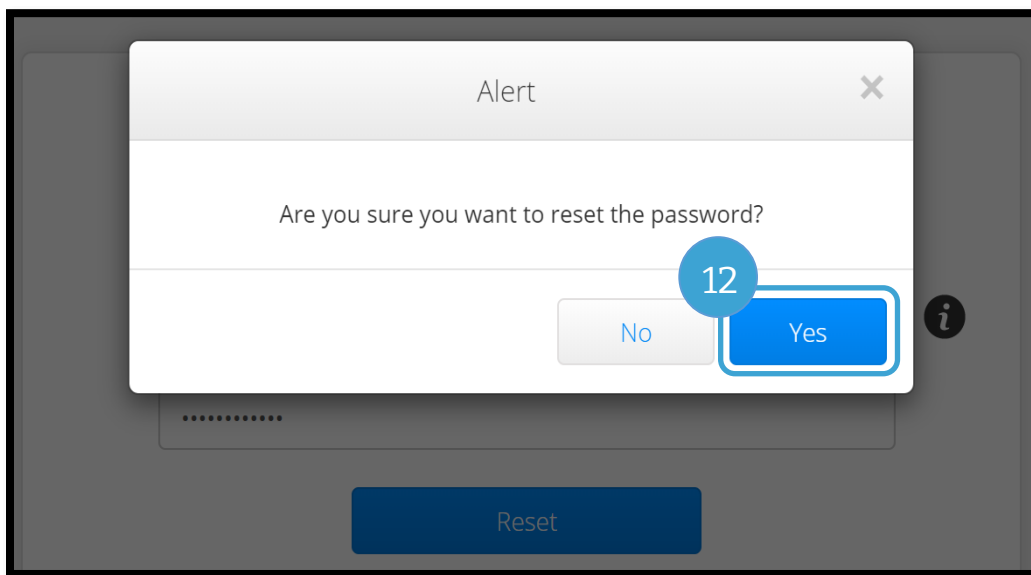 Alert
×
Are you sure you want to reset the password?
12
No
Yes
i
••••••••••••
Reset